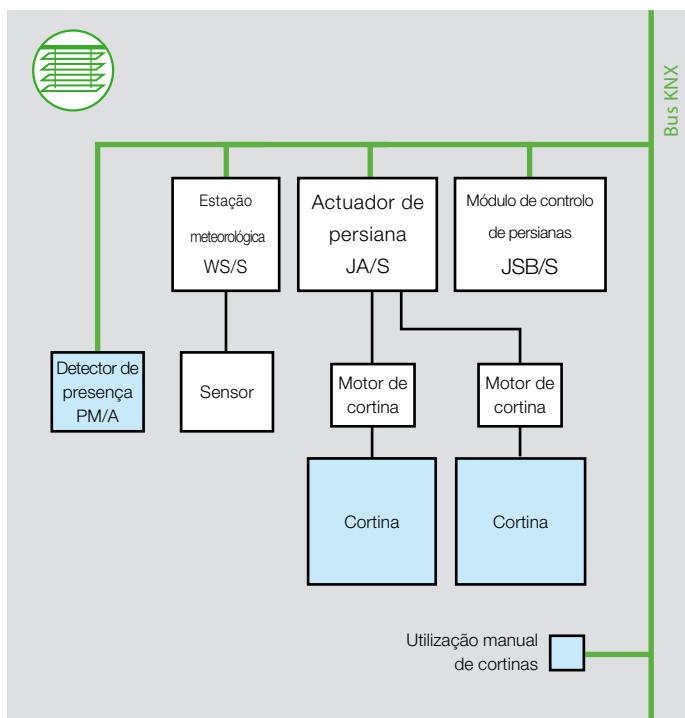 Bus KNX
Estação
meteorológica
WS/S
Actuador de
persiana
JA/S
Módulo de controlo
de persianas
JSB/S
Detector de
presença
PM/A
Sensor
Motor de
cortina
Motor de
cortina
Cortina
Cortina
Utilização manual
de cortinas